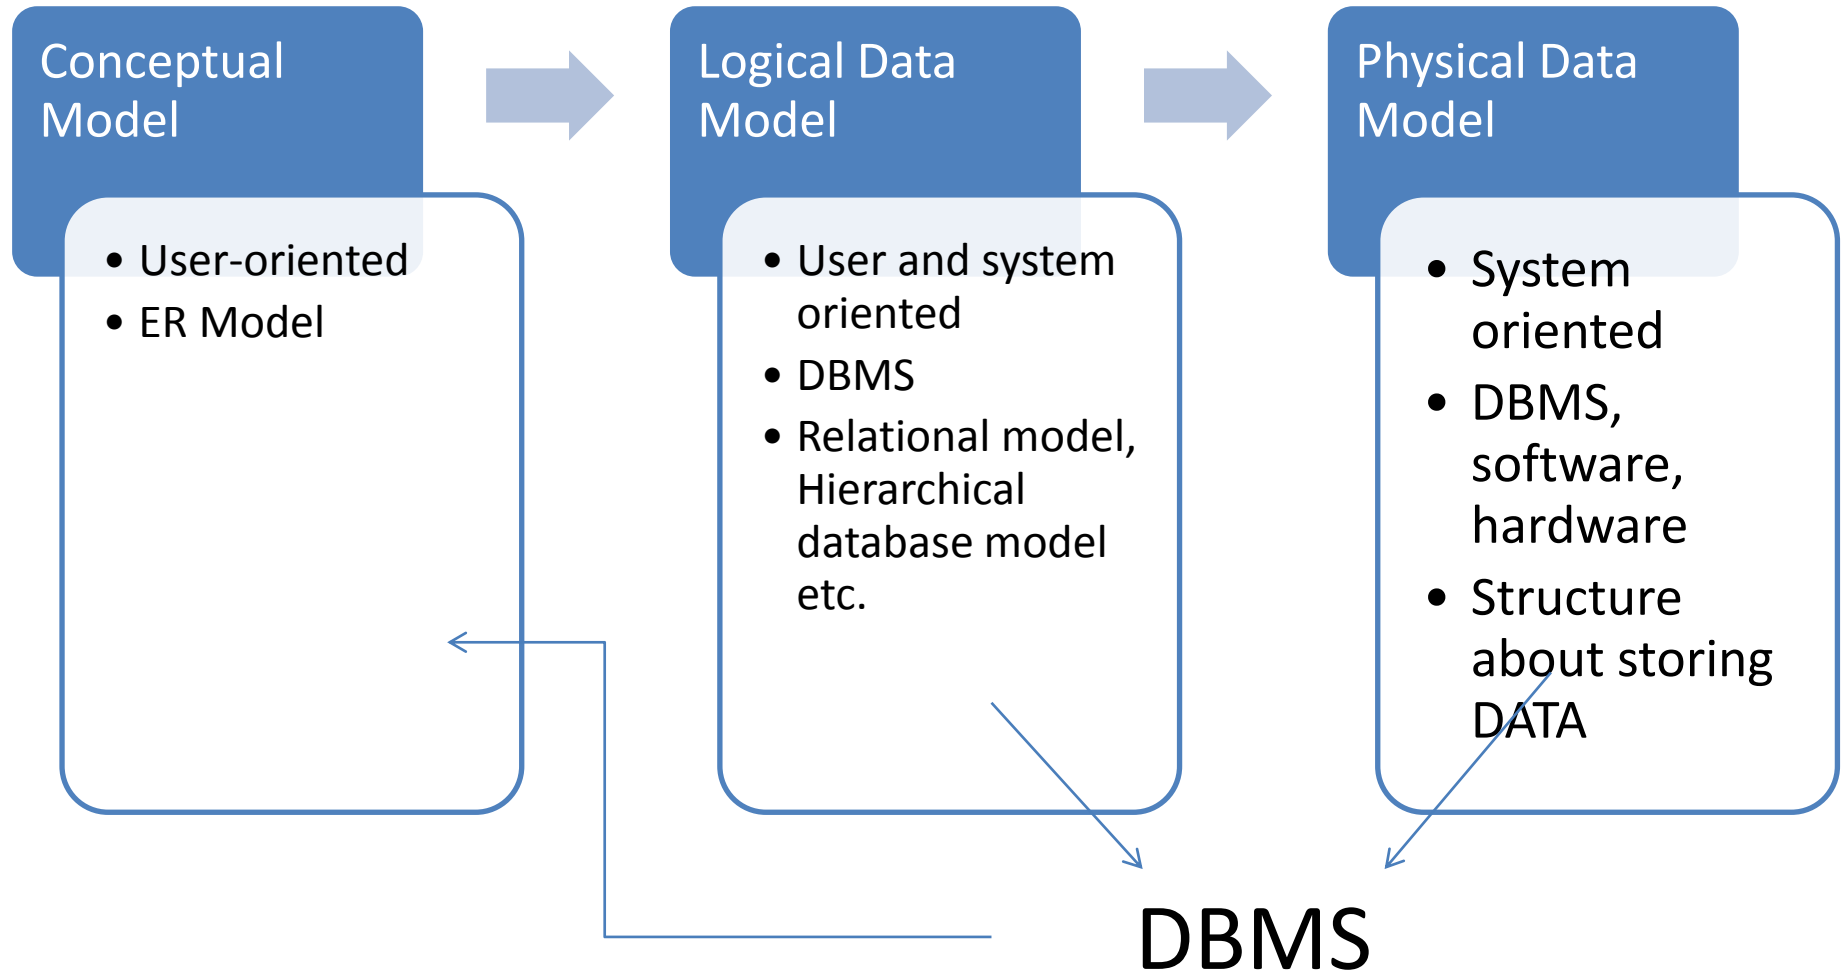 Conceptual
Model
• User-oriented
• ER Model
Logical Data
Model
• User and system
oriented
• DBMS
• Relational model,
Hierarchical
database model
etc.
Physical Data
Model
• System
oriented
• DBMS,
software,
hardware
• Structure
about storing
DATA
DBMS